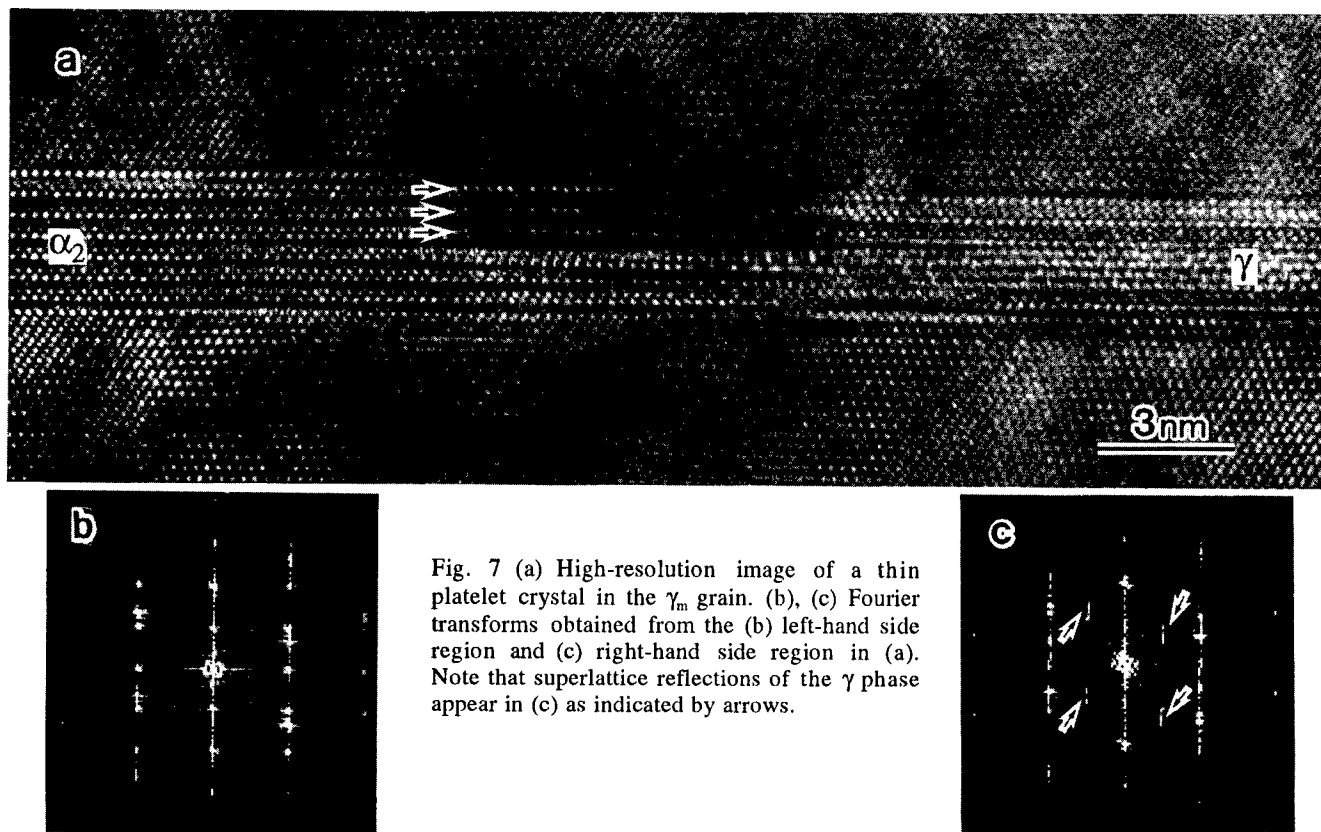 a
α₂
γ
3nm
b
c
Fig. 7 (a) High-resolution image of a thin
platelet crystal in the γₘ grain. (b), (c) Fourier
transforms obtained from the (b) left-hand side
region and (c) right-hand side region in (a).
Note that superlattice reflections of the γ phase
appear in (c) as indicated by arrows.